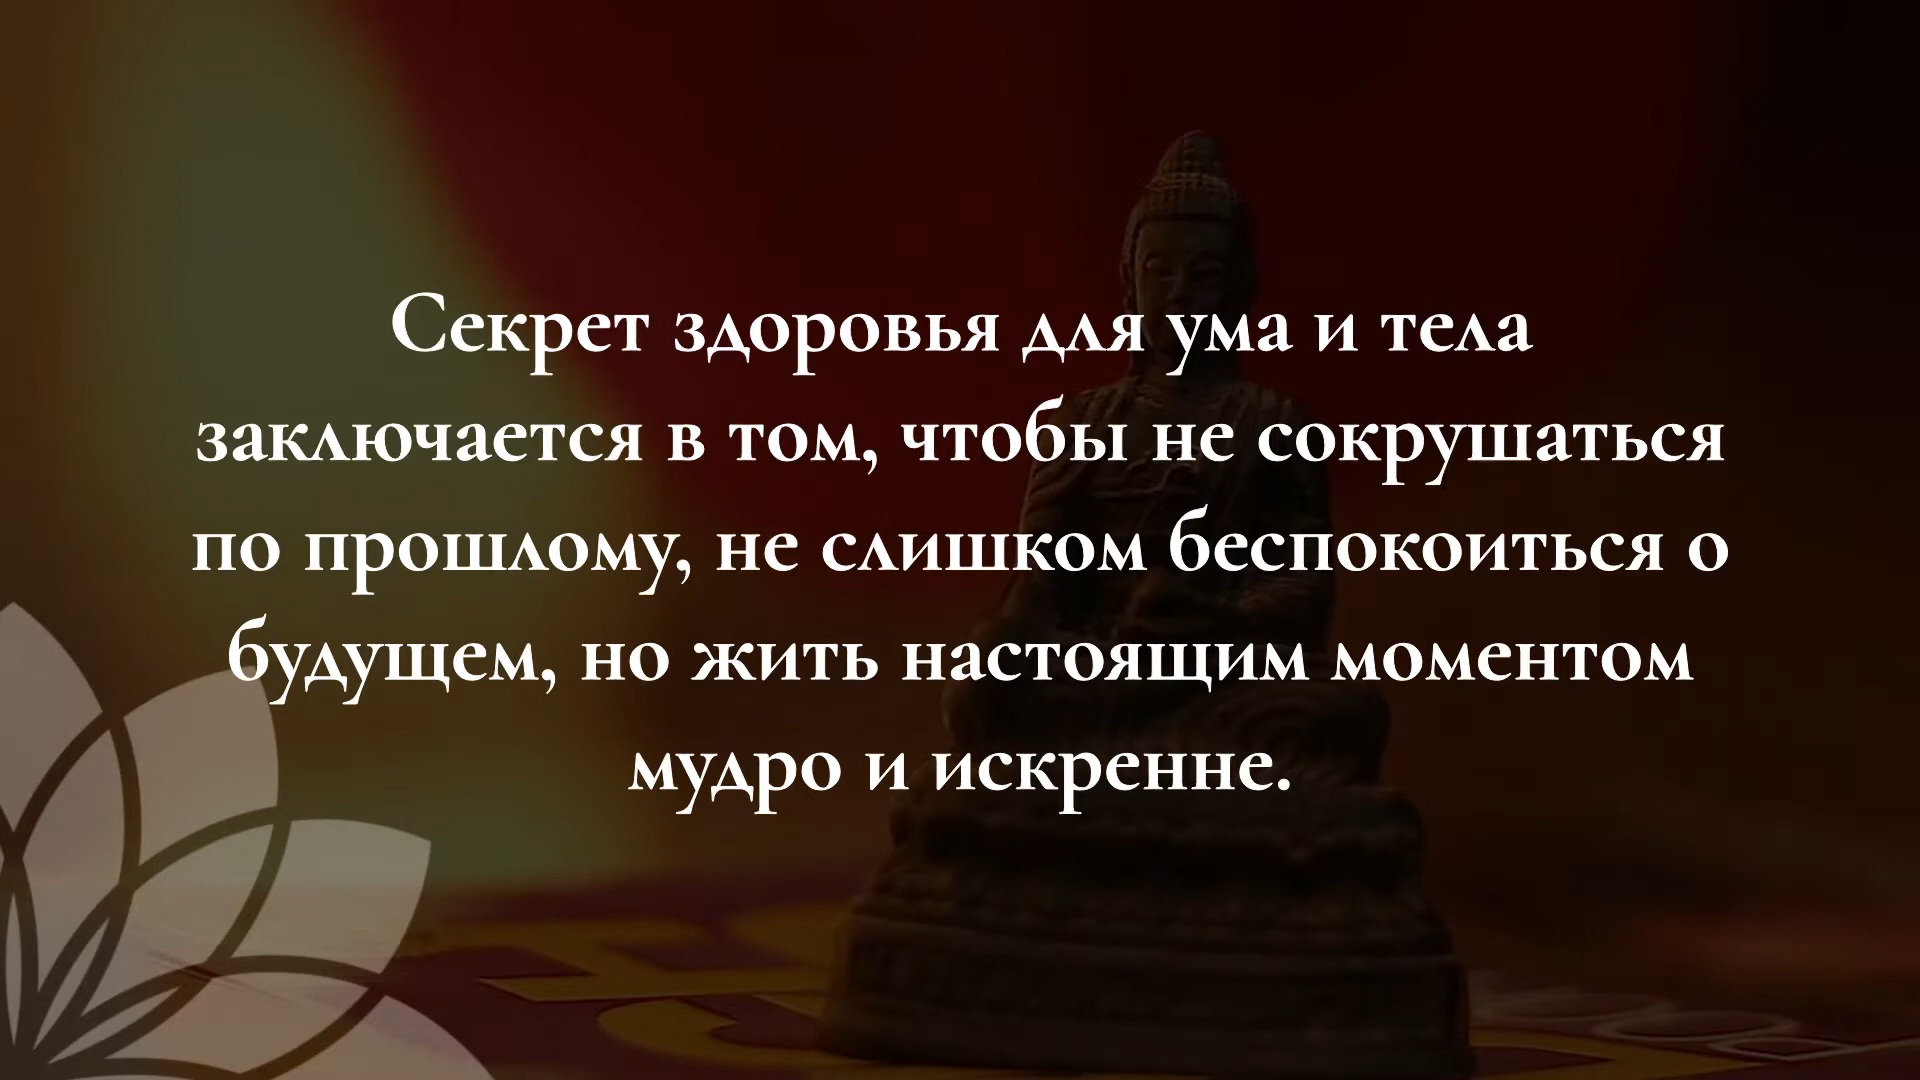 Секрет здоровья для ума и тела
заключается в том, чтобы не сокрушаться
по прошлому, не слишком беспокоиться о
будущем, но жить настоящим моментом
мудро и искренне.